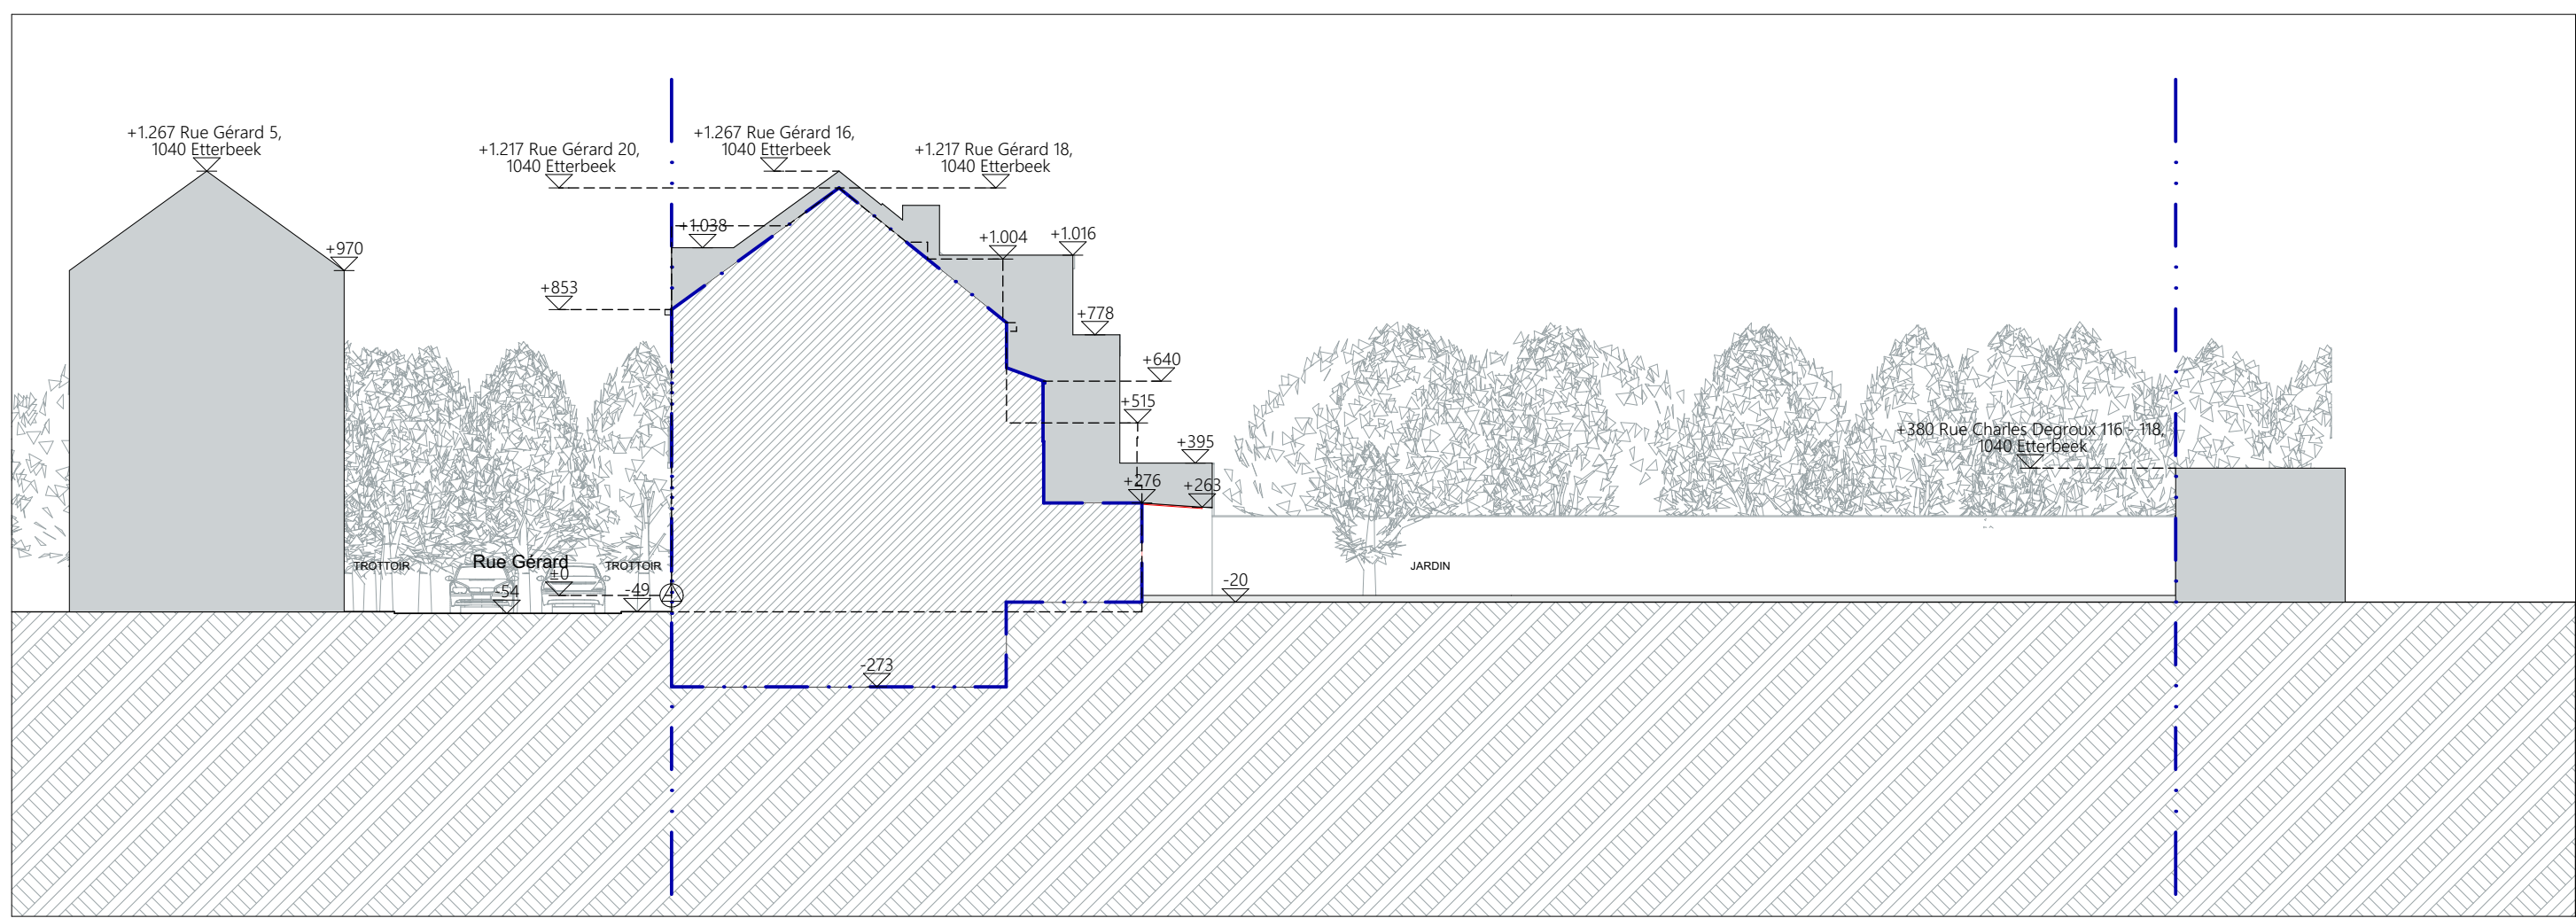 +1.267 Rue Gérard 5,
1040 Etterbeek
+1.217 Rue Gérard 20,
1040 Etterbeek
+1.267 Rue Gérard 16,
1040 Etterbeek
+1.217 Rue Gérard 18,
1040 Etterbeek
+970
+1.038
+1.004
+1.016
+853
+778
+640
+515
+395
+380 Rue Charles Degroux 116 - 118,
1040 Etterbeek
+276
+263
TROTTOIR
Rue Gérard
TROTTOIR
JARDIN
±0
-54
-49
-20
-273